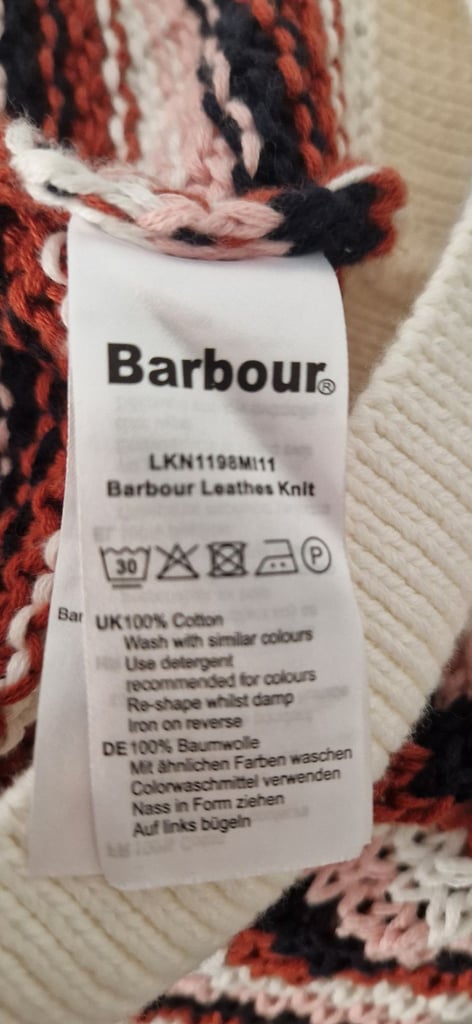 Barbour®
LKN1198MI11
Barbour Leathes Knit
30 P
Bar
UK100% Cotton
Wash with similar colours
Use detergent
recommended for colours
Re-shape whilst damp
Iron on reverse
DE100% Baumwolle
Mit ähnlichen Farben waschen
Colorwaschmittel verwenden
Nass in Form ziehen
Auf links bügeln